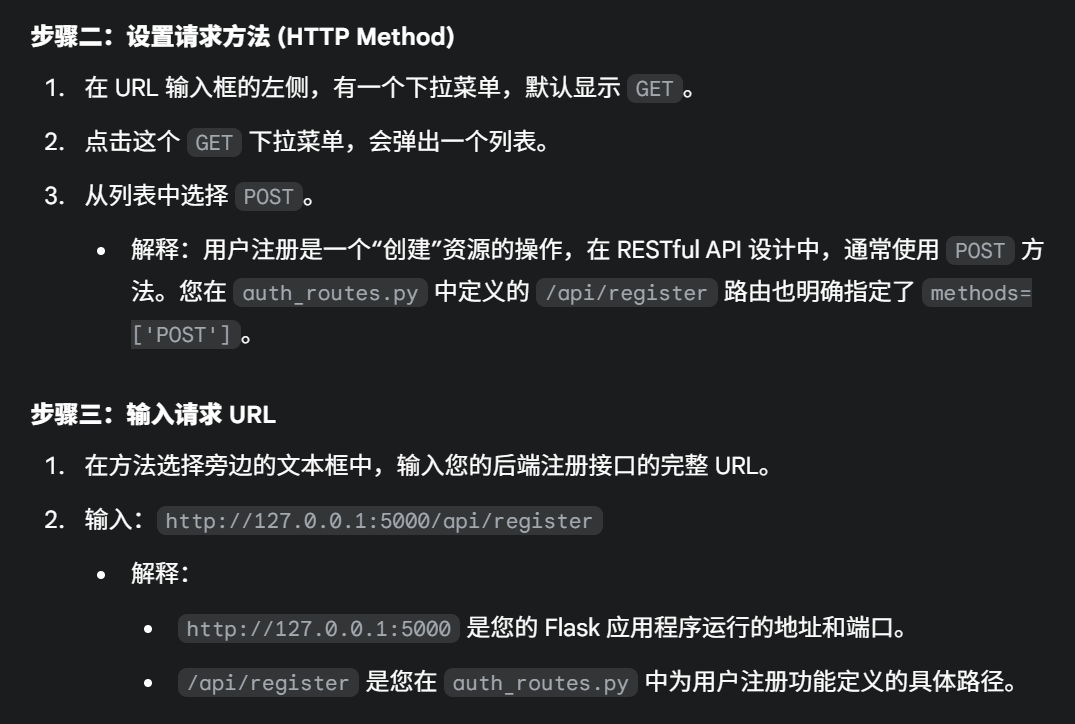 步骤二：设置请求方法 (HTTP Method)
1. 在 URL 输入框的左侧，有一个下拉菜单，默认显示 GET 。
2. 点击这个 GET 下拉菜单，会弹出一个列表。
3. 从列表中选择 POST 。
• 解释：用户注册是一个“创建”资源的操作，在 RESTful API 设计中，通常使用 POST 方
法。您在 auth_routes.py 中定义的 /api/register 路由也明确指定了 methods=
['POST'] 。
步骤三：输入请求 URL
1. 在方法选择旁边的文本框中，输入您的后端注册接口的完整 URL。
2. 输入： http://127.0.0.1:5000/api/register
• 解释：
• http://127.0.0.1:5000 是您的 Flask 应用程序运行的地址和端口。
• /api/register 是您在 auth_routes.py 中为用户注册功能定义的具体路径。